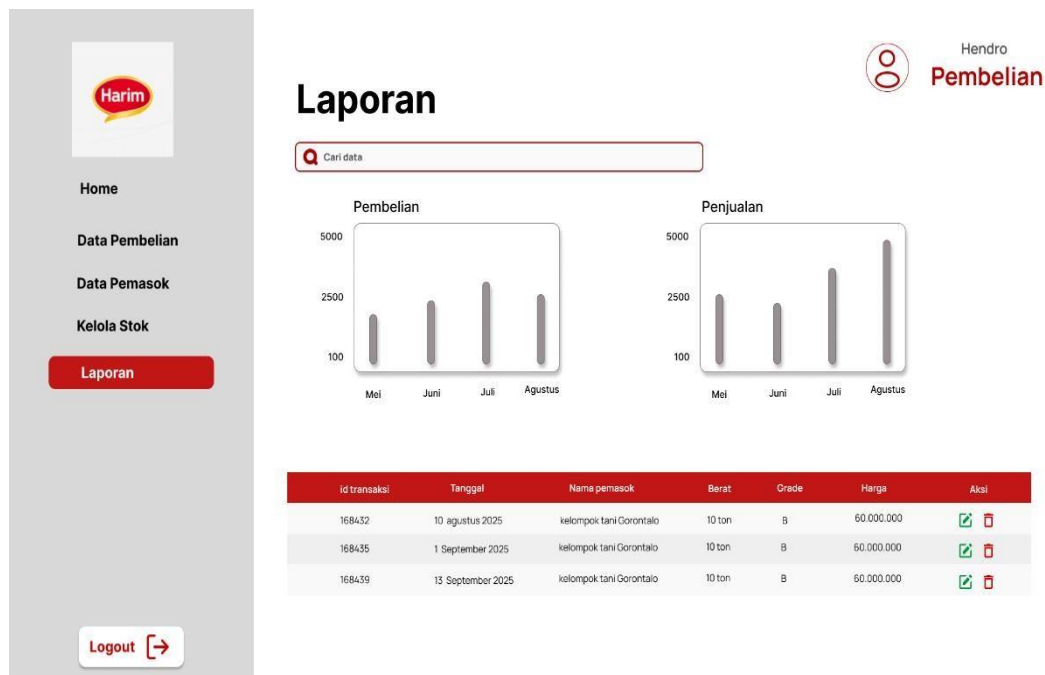 Harim
Home
Data Pembelian
Data Pemasok
Kelola Stok
Laporan
Logout
Hendro
Pembelian
Laporan
Cari data
Pembelian
5000
2500
100
Mei Juni Juli Agustus
Penjualan
5000
2500
100
Mei Juni Juli Agustus
id transaksi Tanggal Nama pemasok Berat Grade Harga Aksi
168432 10 agustus 2025 kelompok tani Gorontalo 10 ton B 60.000.000
168435 1 September 2025 kelompok tani Gorontalo 10 ton B 60.000.000
168439 13 September 2025 kelompok tani Gorontalo 10 ton B 60.000.000